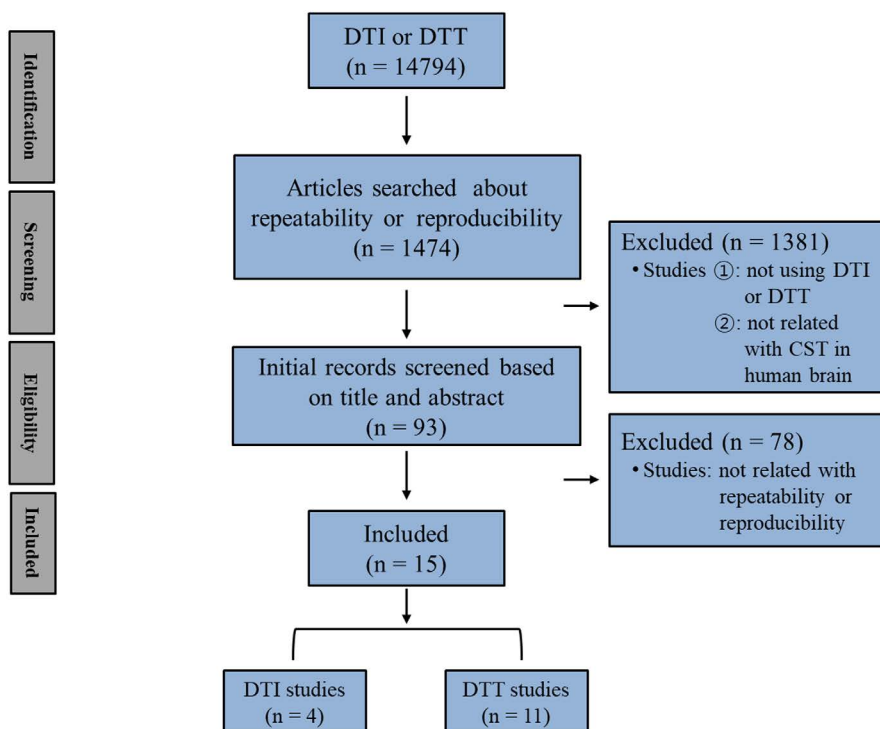 Identification
Screening
Eligibility
Included
DTI or DTT
(n = 14794)
Articles searched about
repeatability or reproducibility
(n = 1474)
Excluded (n = 1381)
• Studies ①: not using DTI
or DTT
②: not related
with CST in
human brain
Initial records screened based
on title and abstract
(n = 93)
Excluded (n = 78)
• Studies: not related with
repeatability or
reproducibility
Included
(n = 15)
DTI studies
(n = 4)
DTT studies
(n = 11)